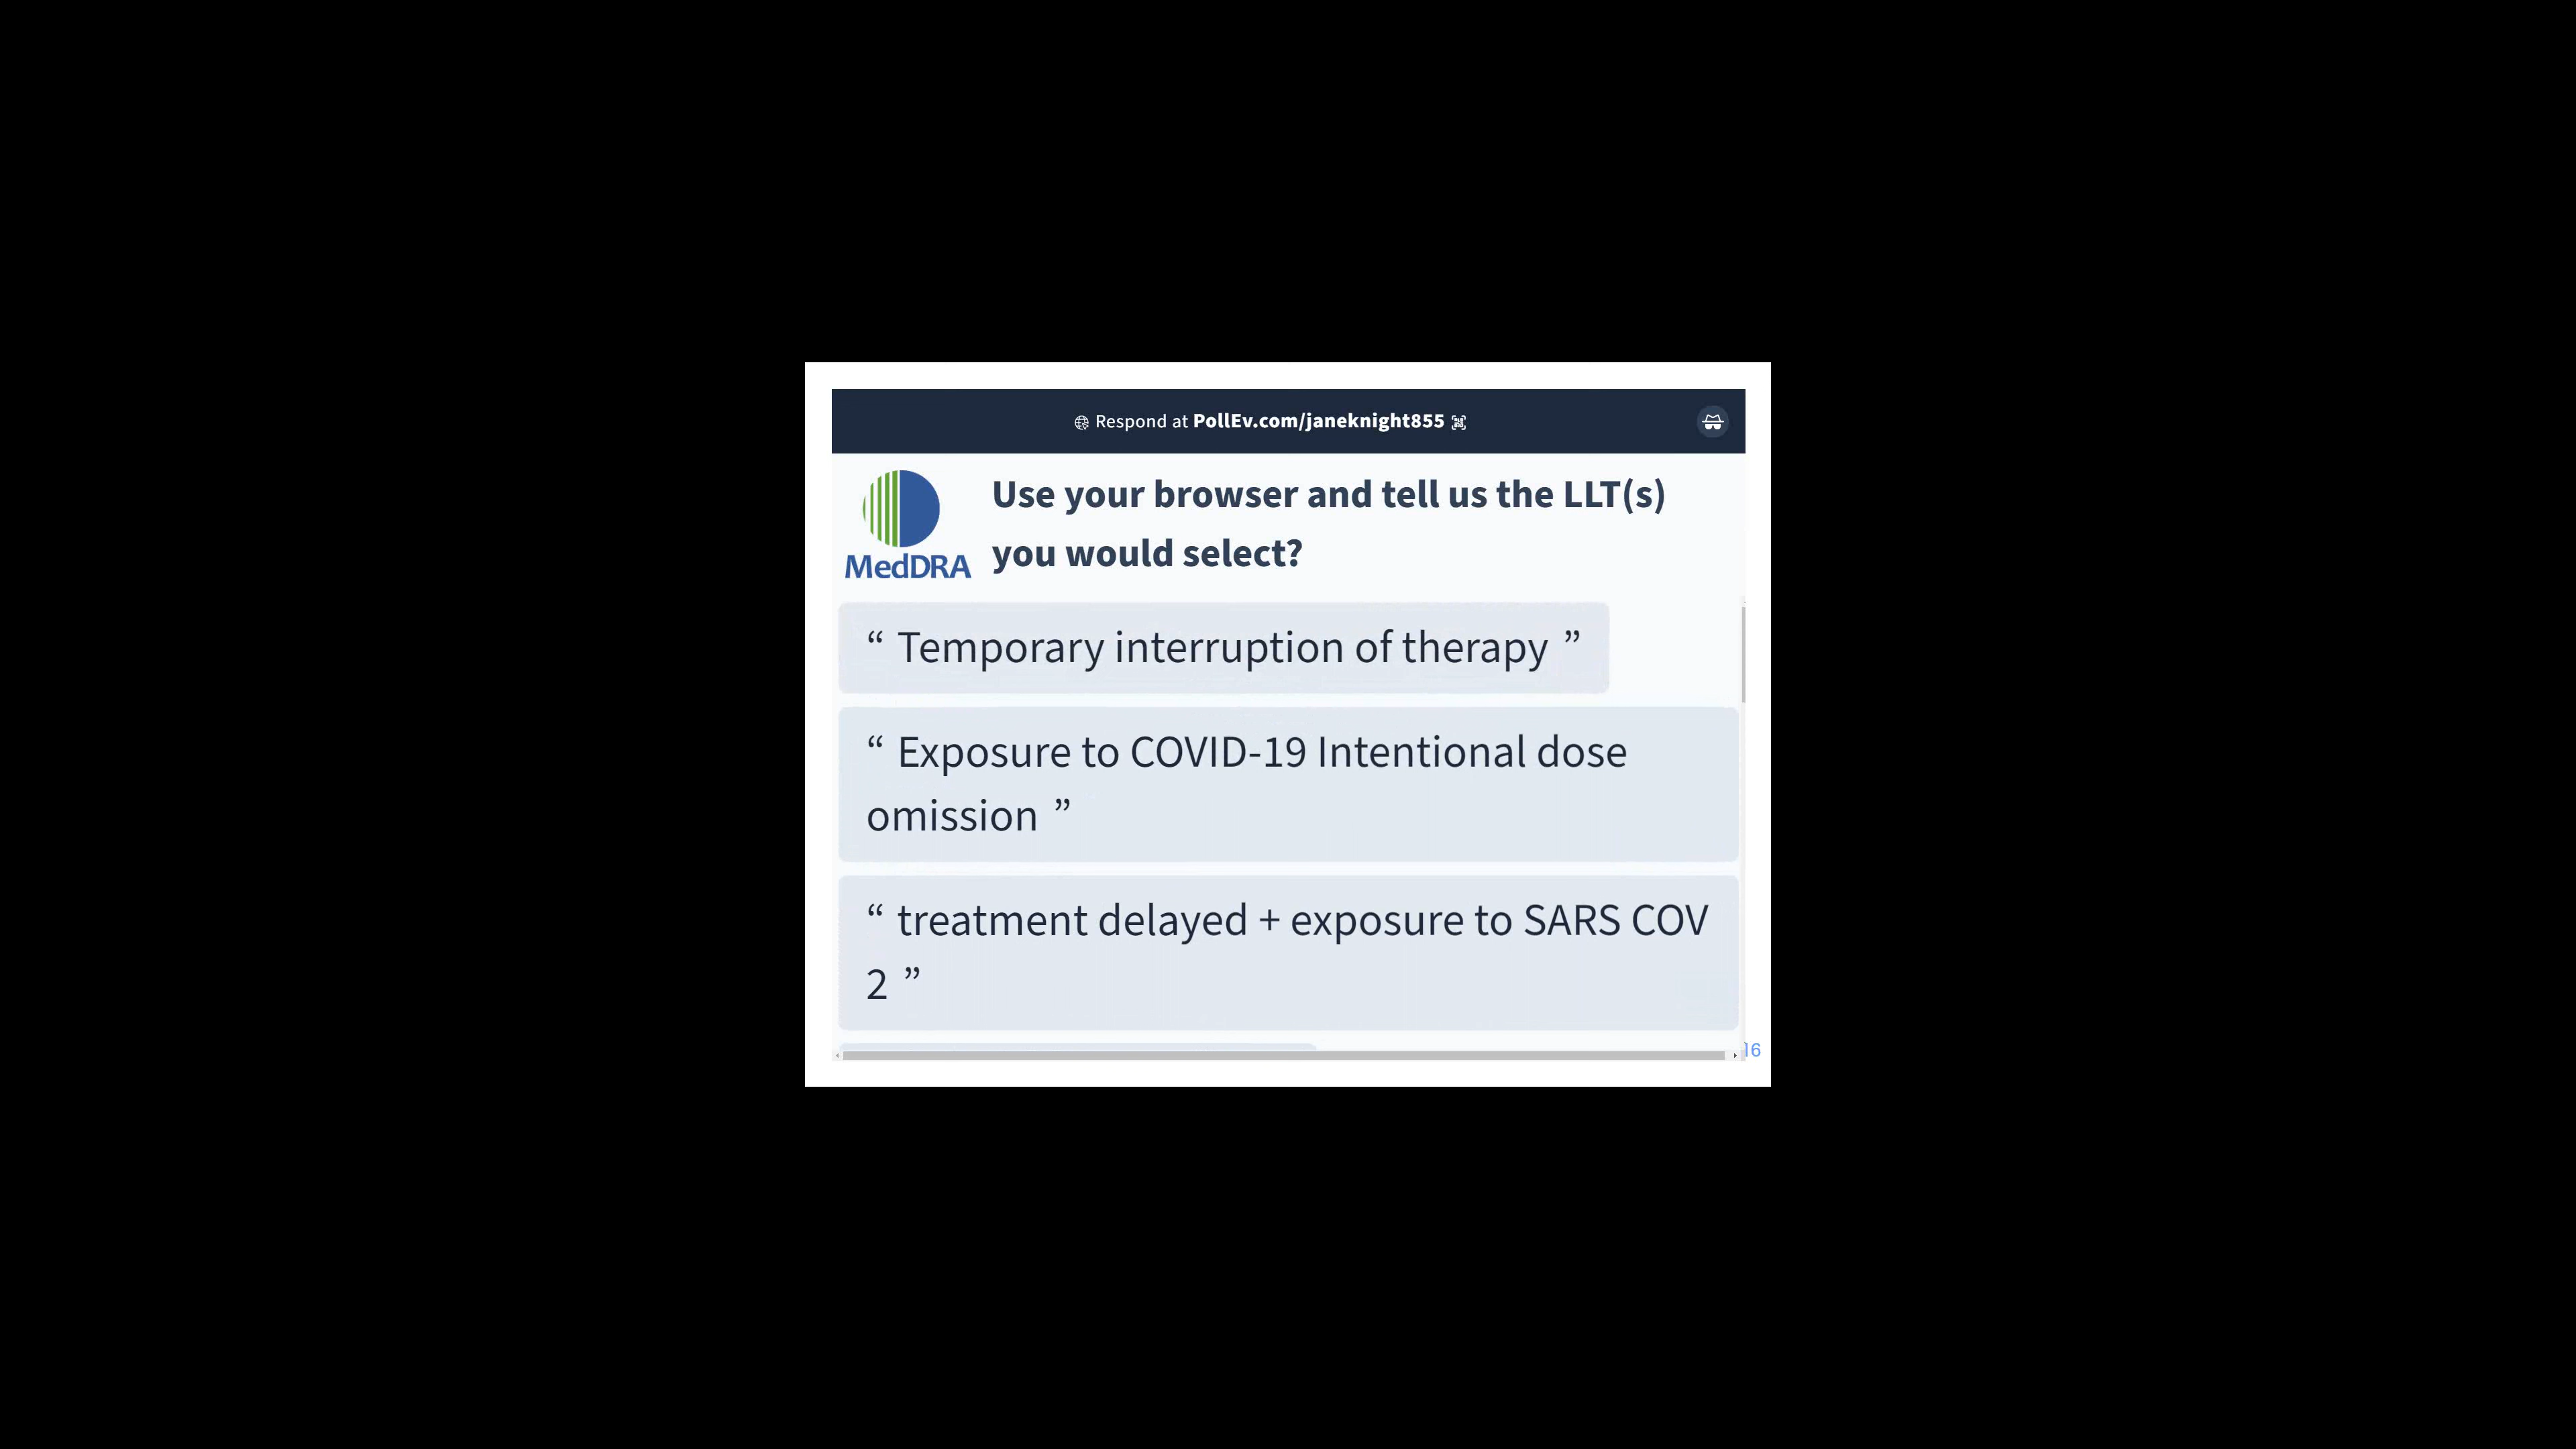 Respond at PollEv.com/janeknight855
MedDRA
Use your browser and tell us the LLT(s)
you would select?
“ Temporary interruption of therapy ”
“ Exposure to COVID-19 Intentional dose
omission ”
“ treatment delayed + exposure to SARS COV
2 ”
16